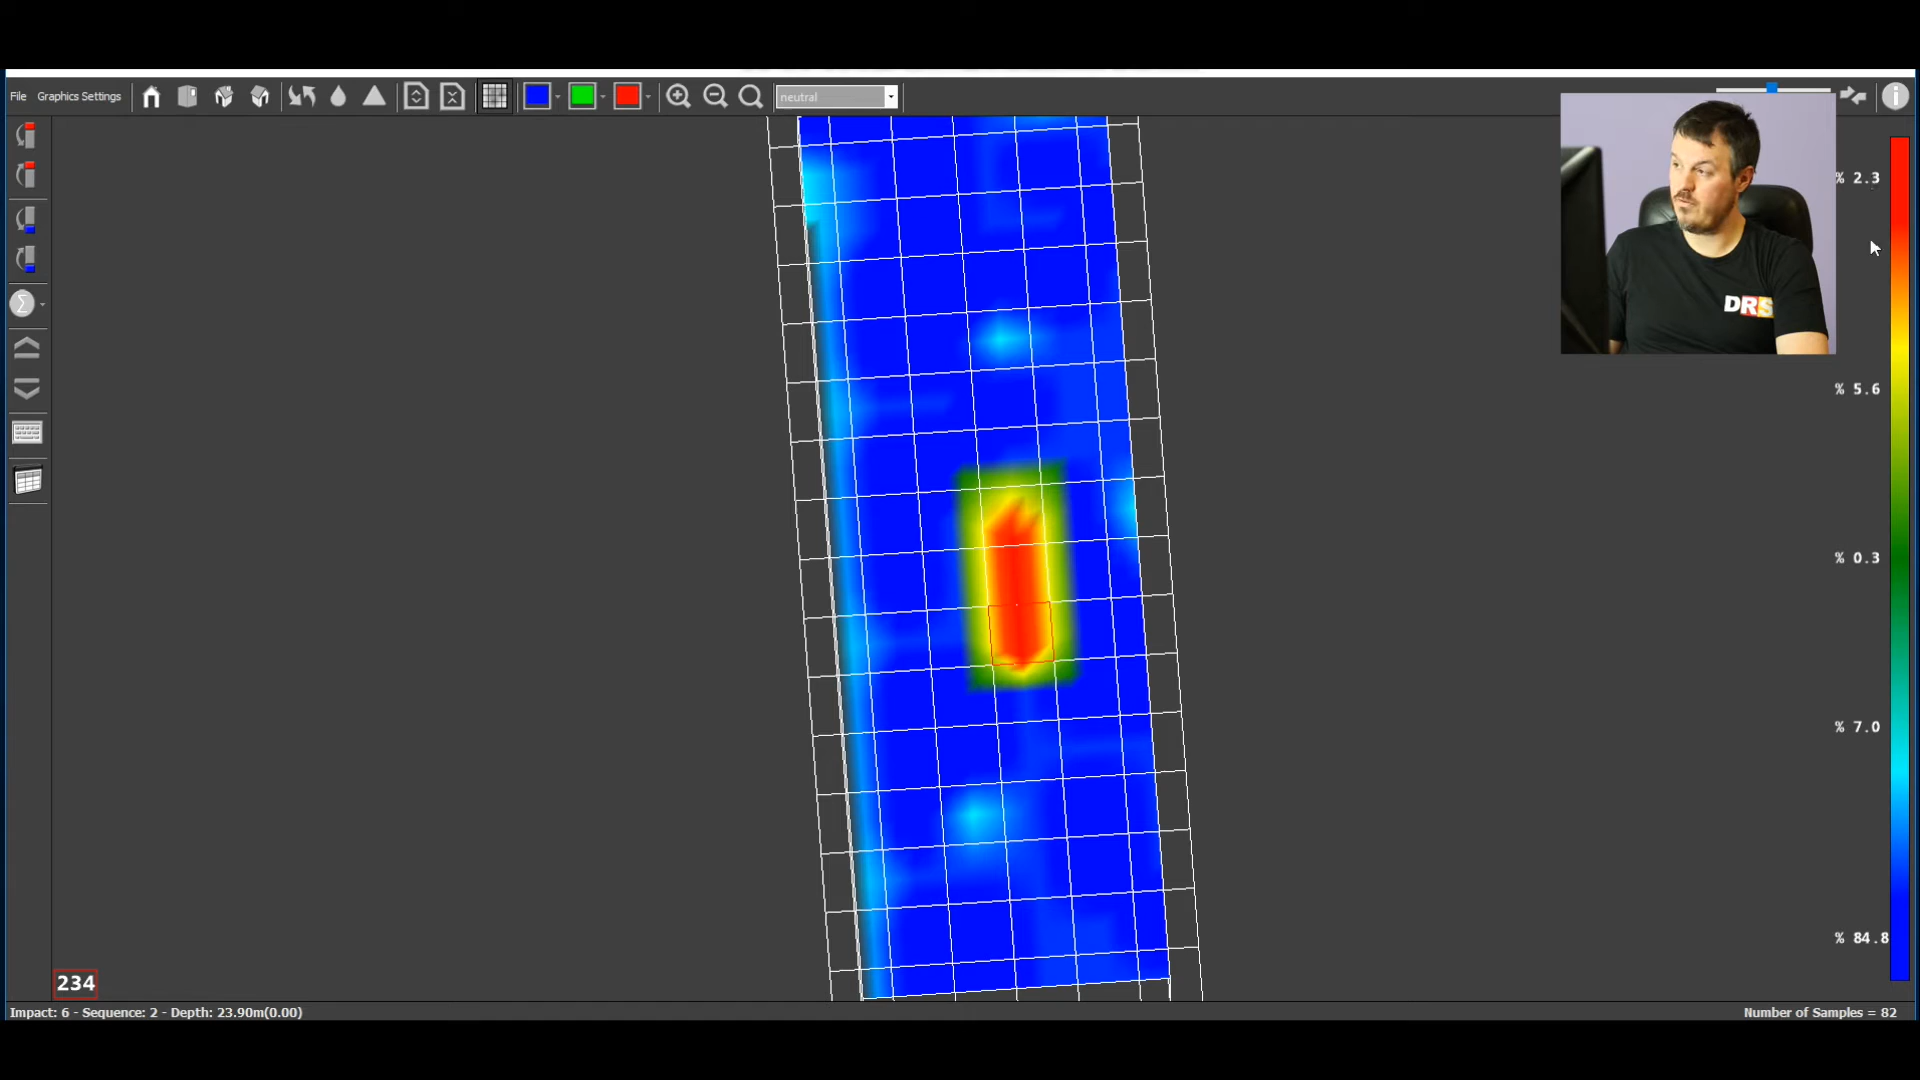 File Graphics Settings
neutral
% 2.3
DRS
% 5.6
% 0.3
% 7.0
% 84.8
234
Impact: 6 - Sequence: 2 - Depth: 23.90m(0.00)
Number of Samples = 82